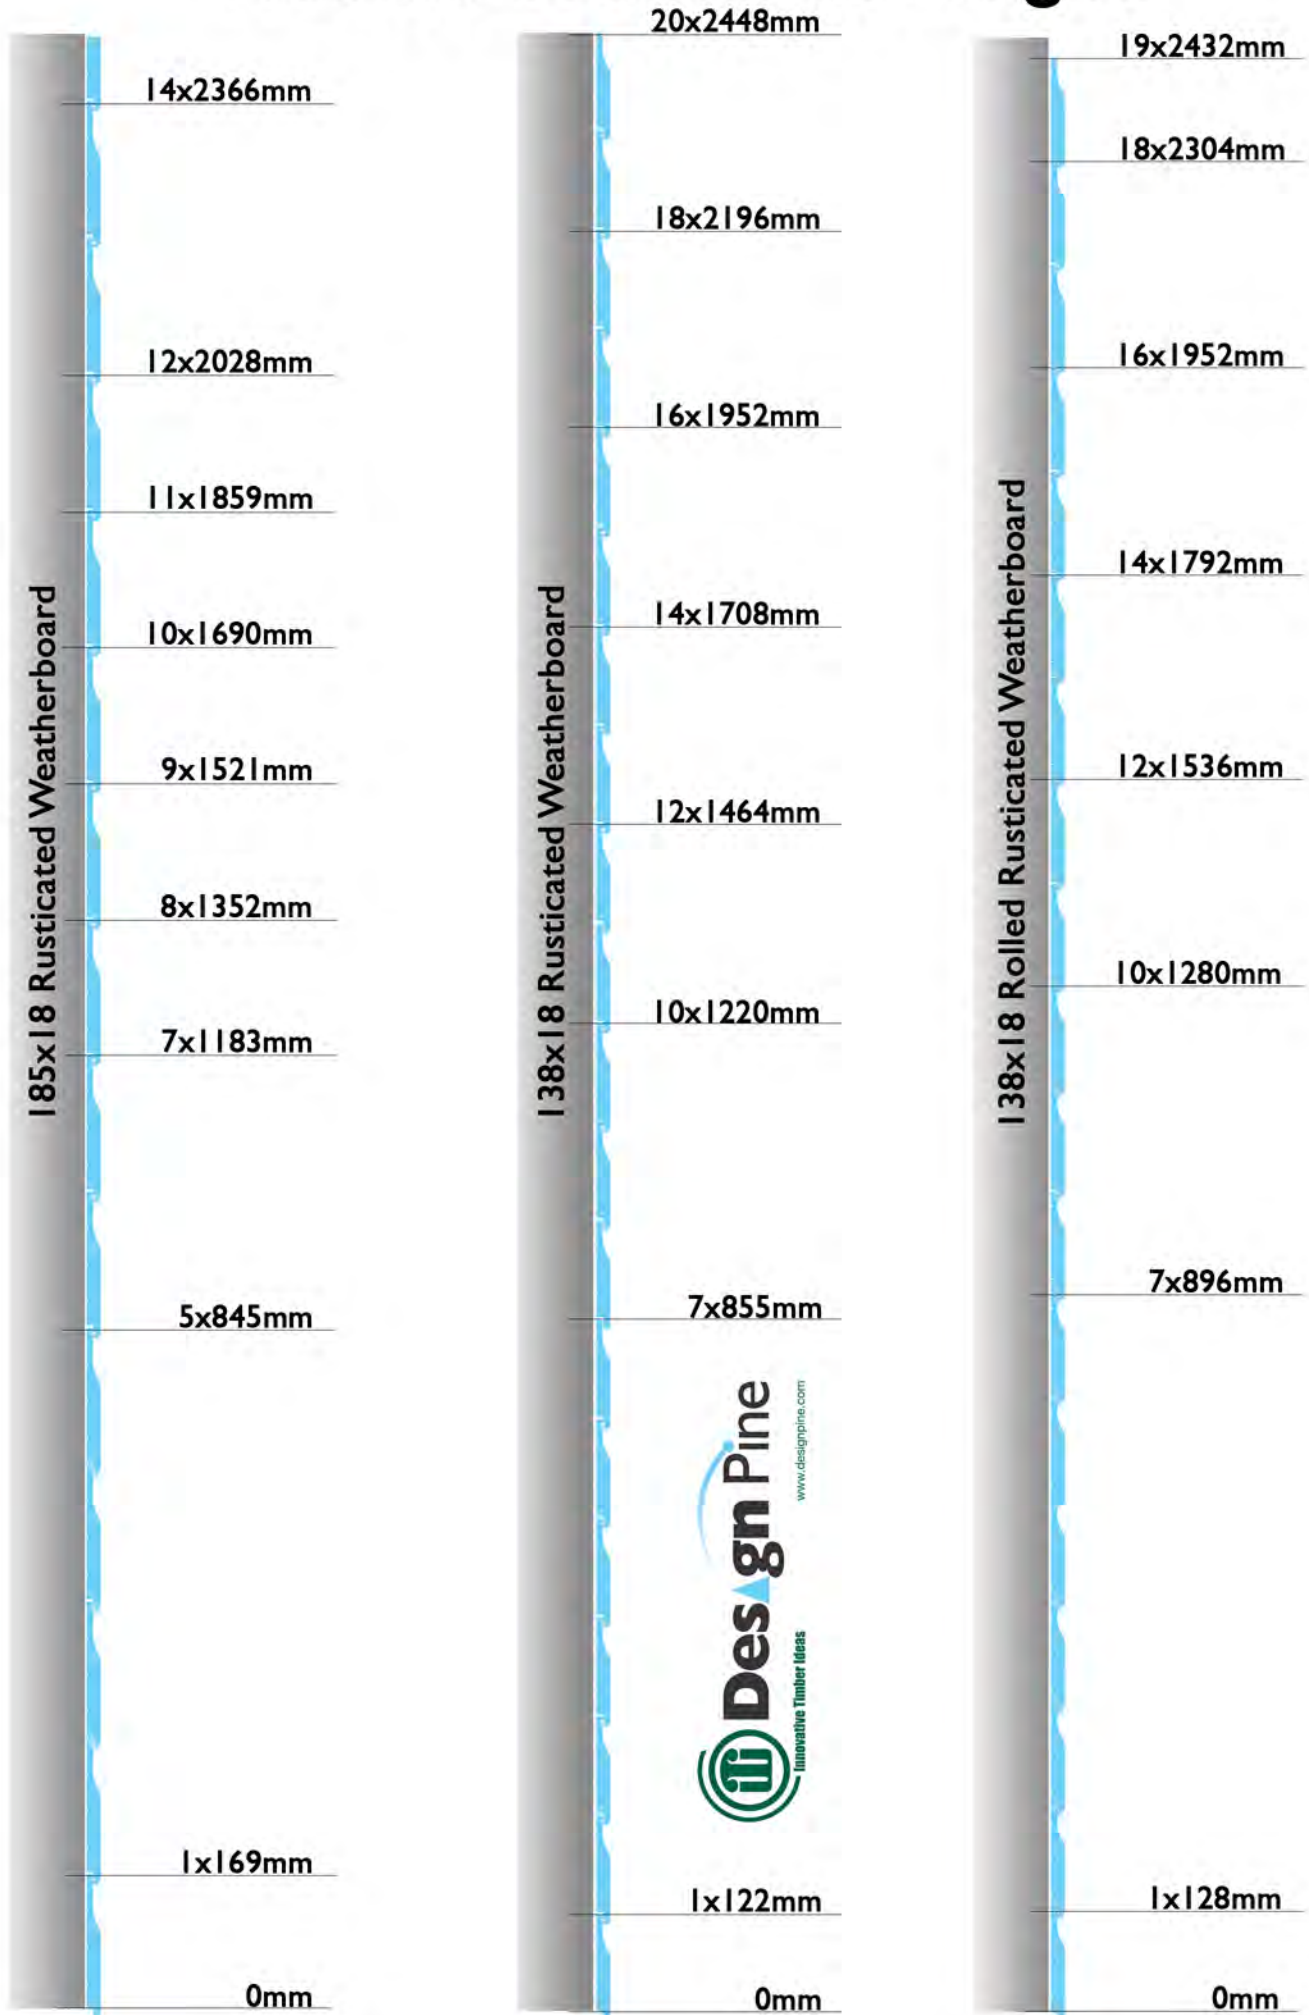 185x18 Rusticated Weatherboard
14x2366mm
12x2028mm
11x1859mm
10x1690mm
9x1521mm
8x1352mm
7x1183mm
5x845mm
1x169mm
0mm
138x18 Rusticated Weatherboard
20x2448mm
18x2196mm
16x1952mm
14x1708mm
12x1464mm
10x1220mm
7x855mm
1x122mm
0mm
iti Design Pine
Innovative Timber Ideas
www.designpine.com
138x18 Rolled Rusticated Weatherboard
19x2432mm
18x2304mm
16x1952mm
14x1792mm
12x1536mm
10x1280mm
7x896mm
1x128mm
0mm